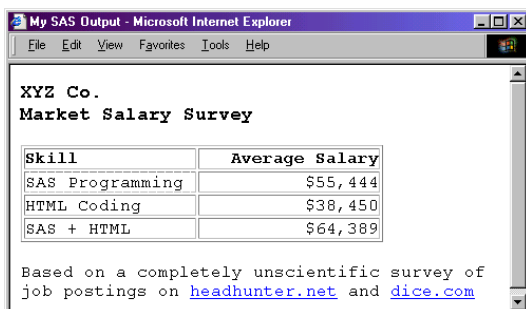 My SAS Output - Microsoft Internet Explorer
File Edit View Favorites Tools Help
XYZ Co.
Market Salary Survey
Skill Average Salary
SAS Programming $55,444
HTML Coding $38,450
SAS + HTML $64,389
Based on a completely unscientific survey of
job postings on headhunter.net and dice.com